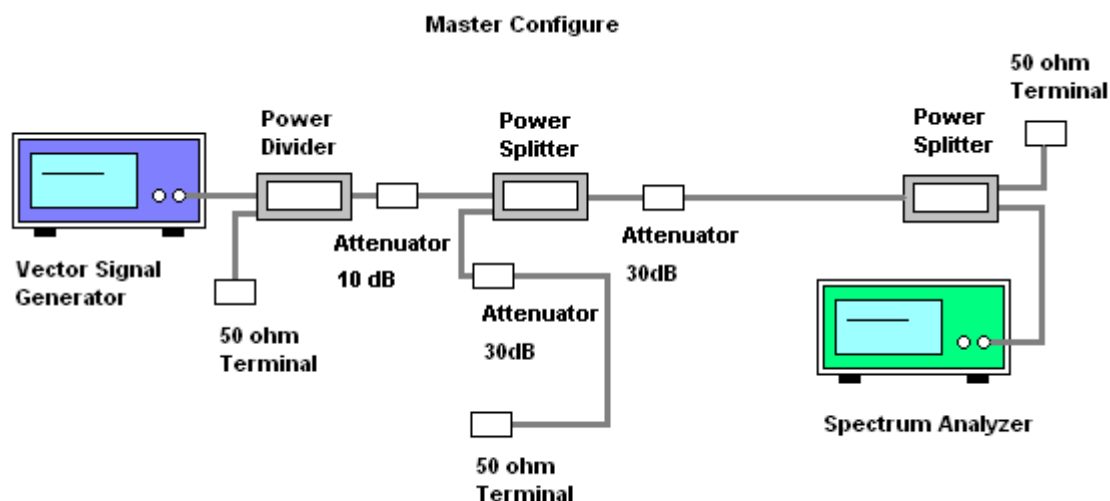 Master Configure
50 ohm
Terminal
Power
Divider
Power
Splitter
Power
Splitter
Attenuator
10 dB
Attenuator
30dB
Vector Signal
Generator
Attenuator
30dB
50 ohm
Terminal
Spectrum Analyzer
50 ohm
Terminal